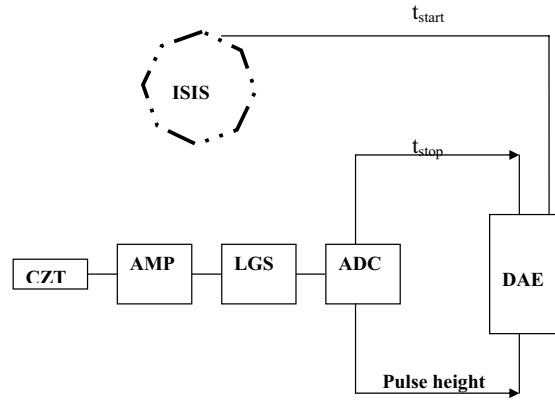 t_start
ISIS
t_stop
CZT
AMP
LGS
ADC
DAE
Pulse height